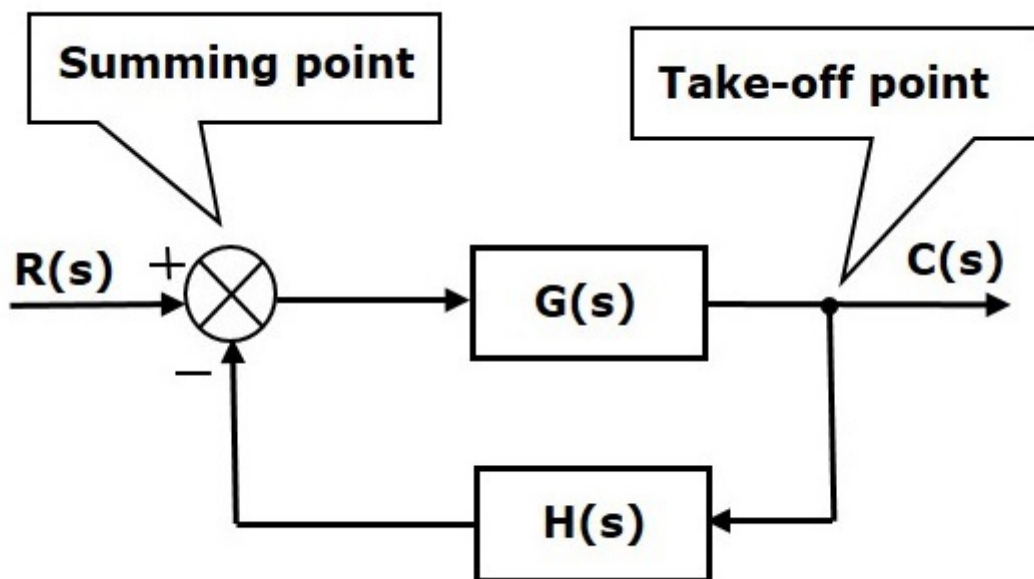 Summing point
Take-off point
R(s)
+
G(s)
C(s)
−
H(s)